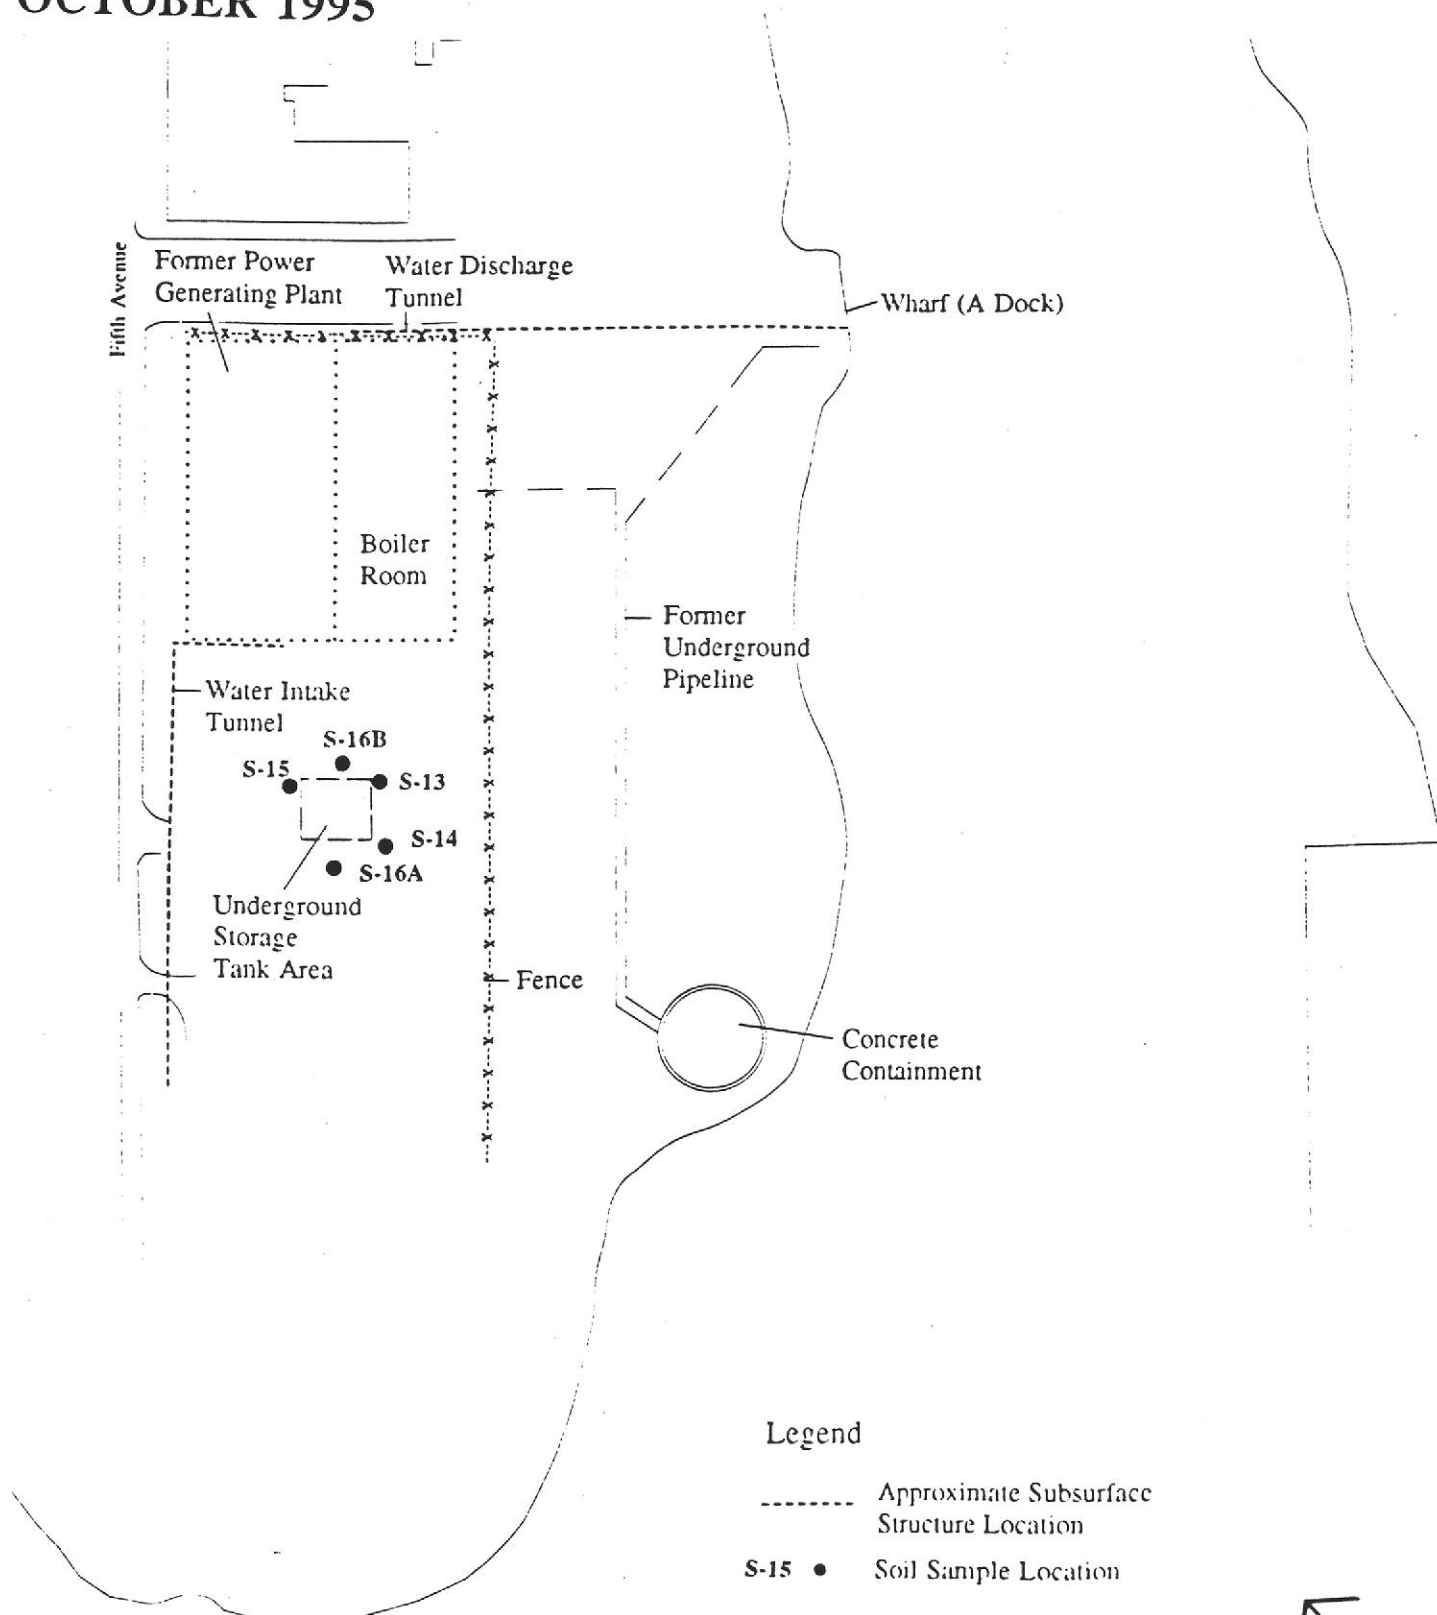 OCTOBER 1995
Fifth Avenue
Former Power
Generating Plant
Water Discharge
Tunnel
Wharf (A Dock)
Boiler
Room
Former
Underground
Pipeline
Water Intake
Tunnel
S-16B
S-15
S-13
S-14
S-16A
Underground
Storage
Tank Area
Fence
Concrete
Containment
Legend
Approximate Subsurface
Structure Location
S-15
Soil Sample Location